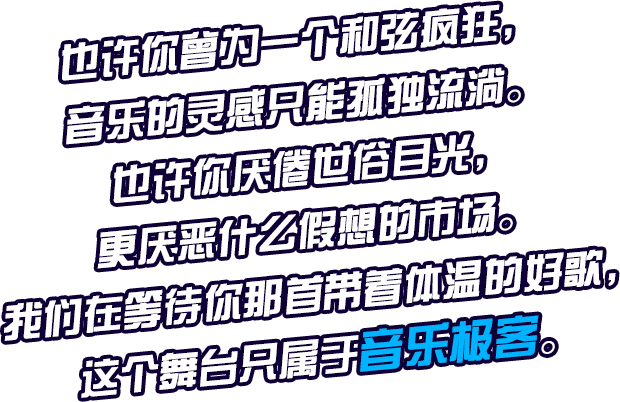 也许你曾为一个和弦疯狂，
音乐的灵感只能孤独流淌。
也许你厌倦世俗目光，
更厌恶什么假想的市场。
我们在等待你那首带着体温的好歌，
这个舞台只属于音乐极客。